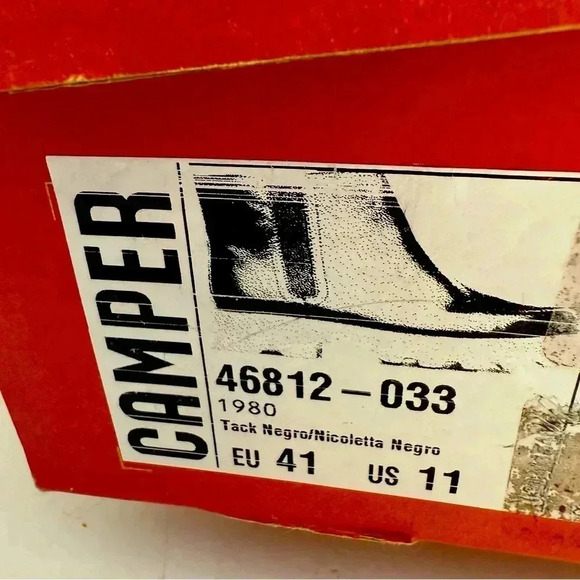 CAMPER
46812-033
1980
Tack Negro/Nicoletta Negro
EU 41 US 11